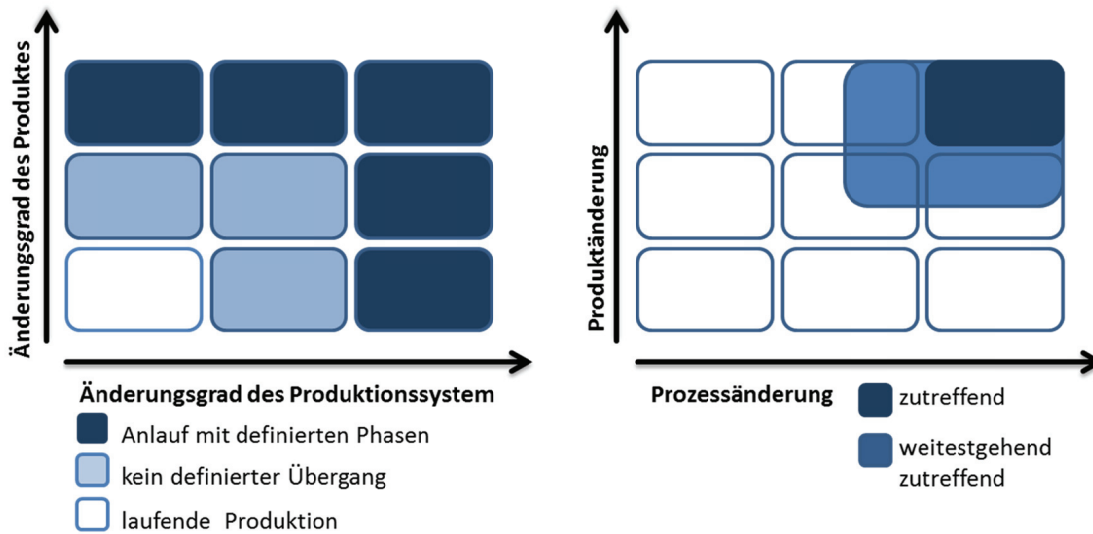 Änderungsgrad des Produktes
Änderungsgrad des Produktionssystem
Anlauf mit definierten Phasen
kein definierter Übergang
laufende Produktion
Produktänderung
Prozessänderung
zutreffend
weitestgehend
zutreffend